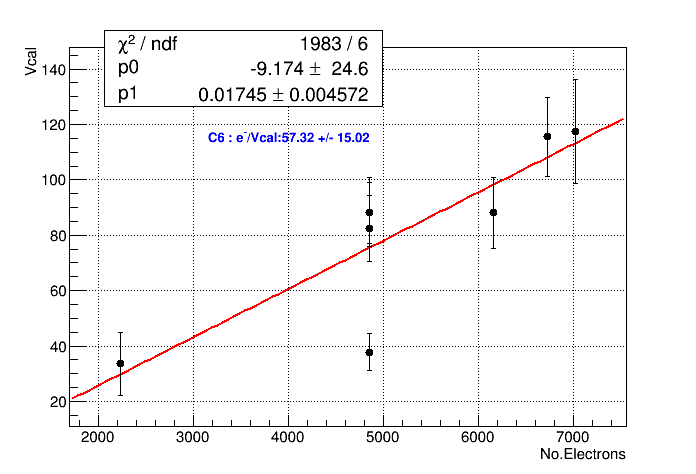 χ² / ndf 1983 / 6
p0 -9.174 ± 24.6
p1 0.01745 ± 0.004572
C6 : e⁻/Vcal:57.32 +/- 15.02
Vcal
140
120
100
80
60
40
20
2000 3000 4000 5000 6000 7000
No.Electrons